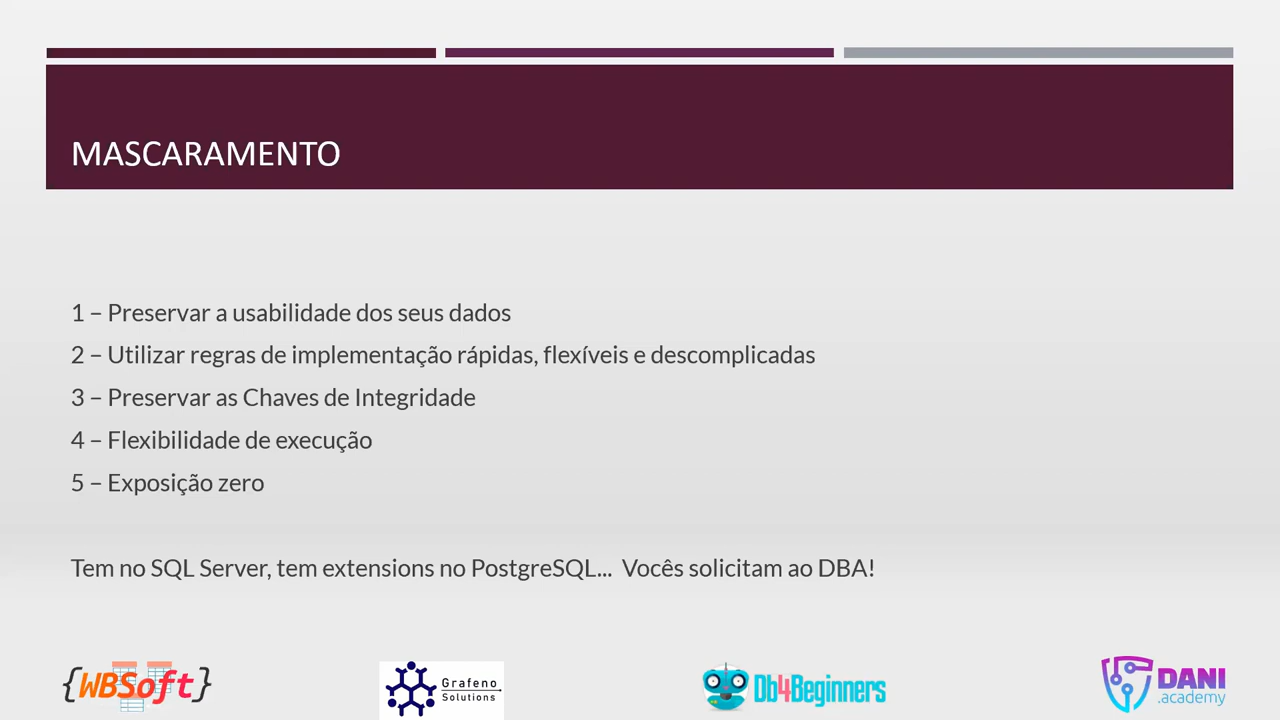 MASCARAMENTO
1 – Preservar a usabilidade dos seus dados
2 – Utilizar regras de implementação rápidas, flexíveis e descomplicadas
3 – Preservar as Chaves de Integridade
4 – Flexibilidade de execução
5 – Exposição zero
Tem no SQL Server, tem extensions no PostgreSQL... Vocês solicitam ao DBA!
{WBSoft}
Grafeno
Solutions
Db4Beginners
DANI
.academy